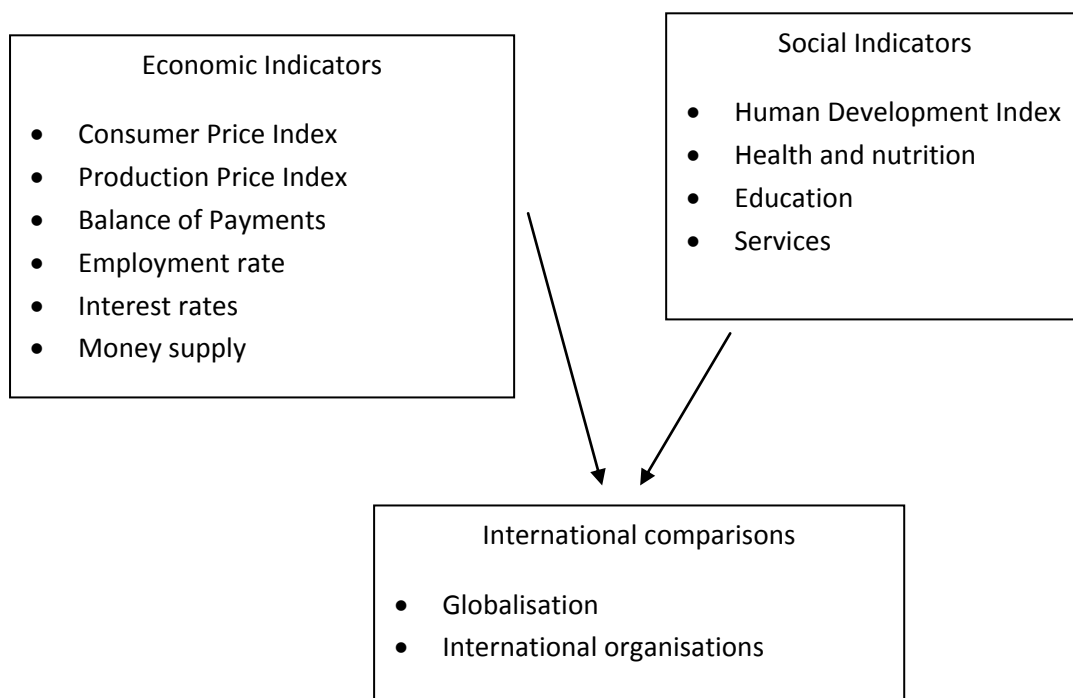 Economic Indicators
• Consumer Price Index
• Production Price Index
• Balance of Payments
• Employment rate
• Interest rates
• Money supply
Social Indicators
• Human Development Index
• Health and nutrition
• Education
• Services
International comparisons
• Globalisation
• International organisations